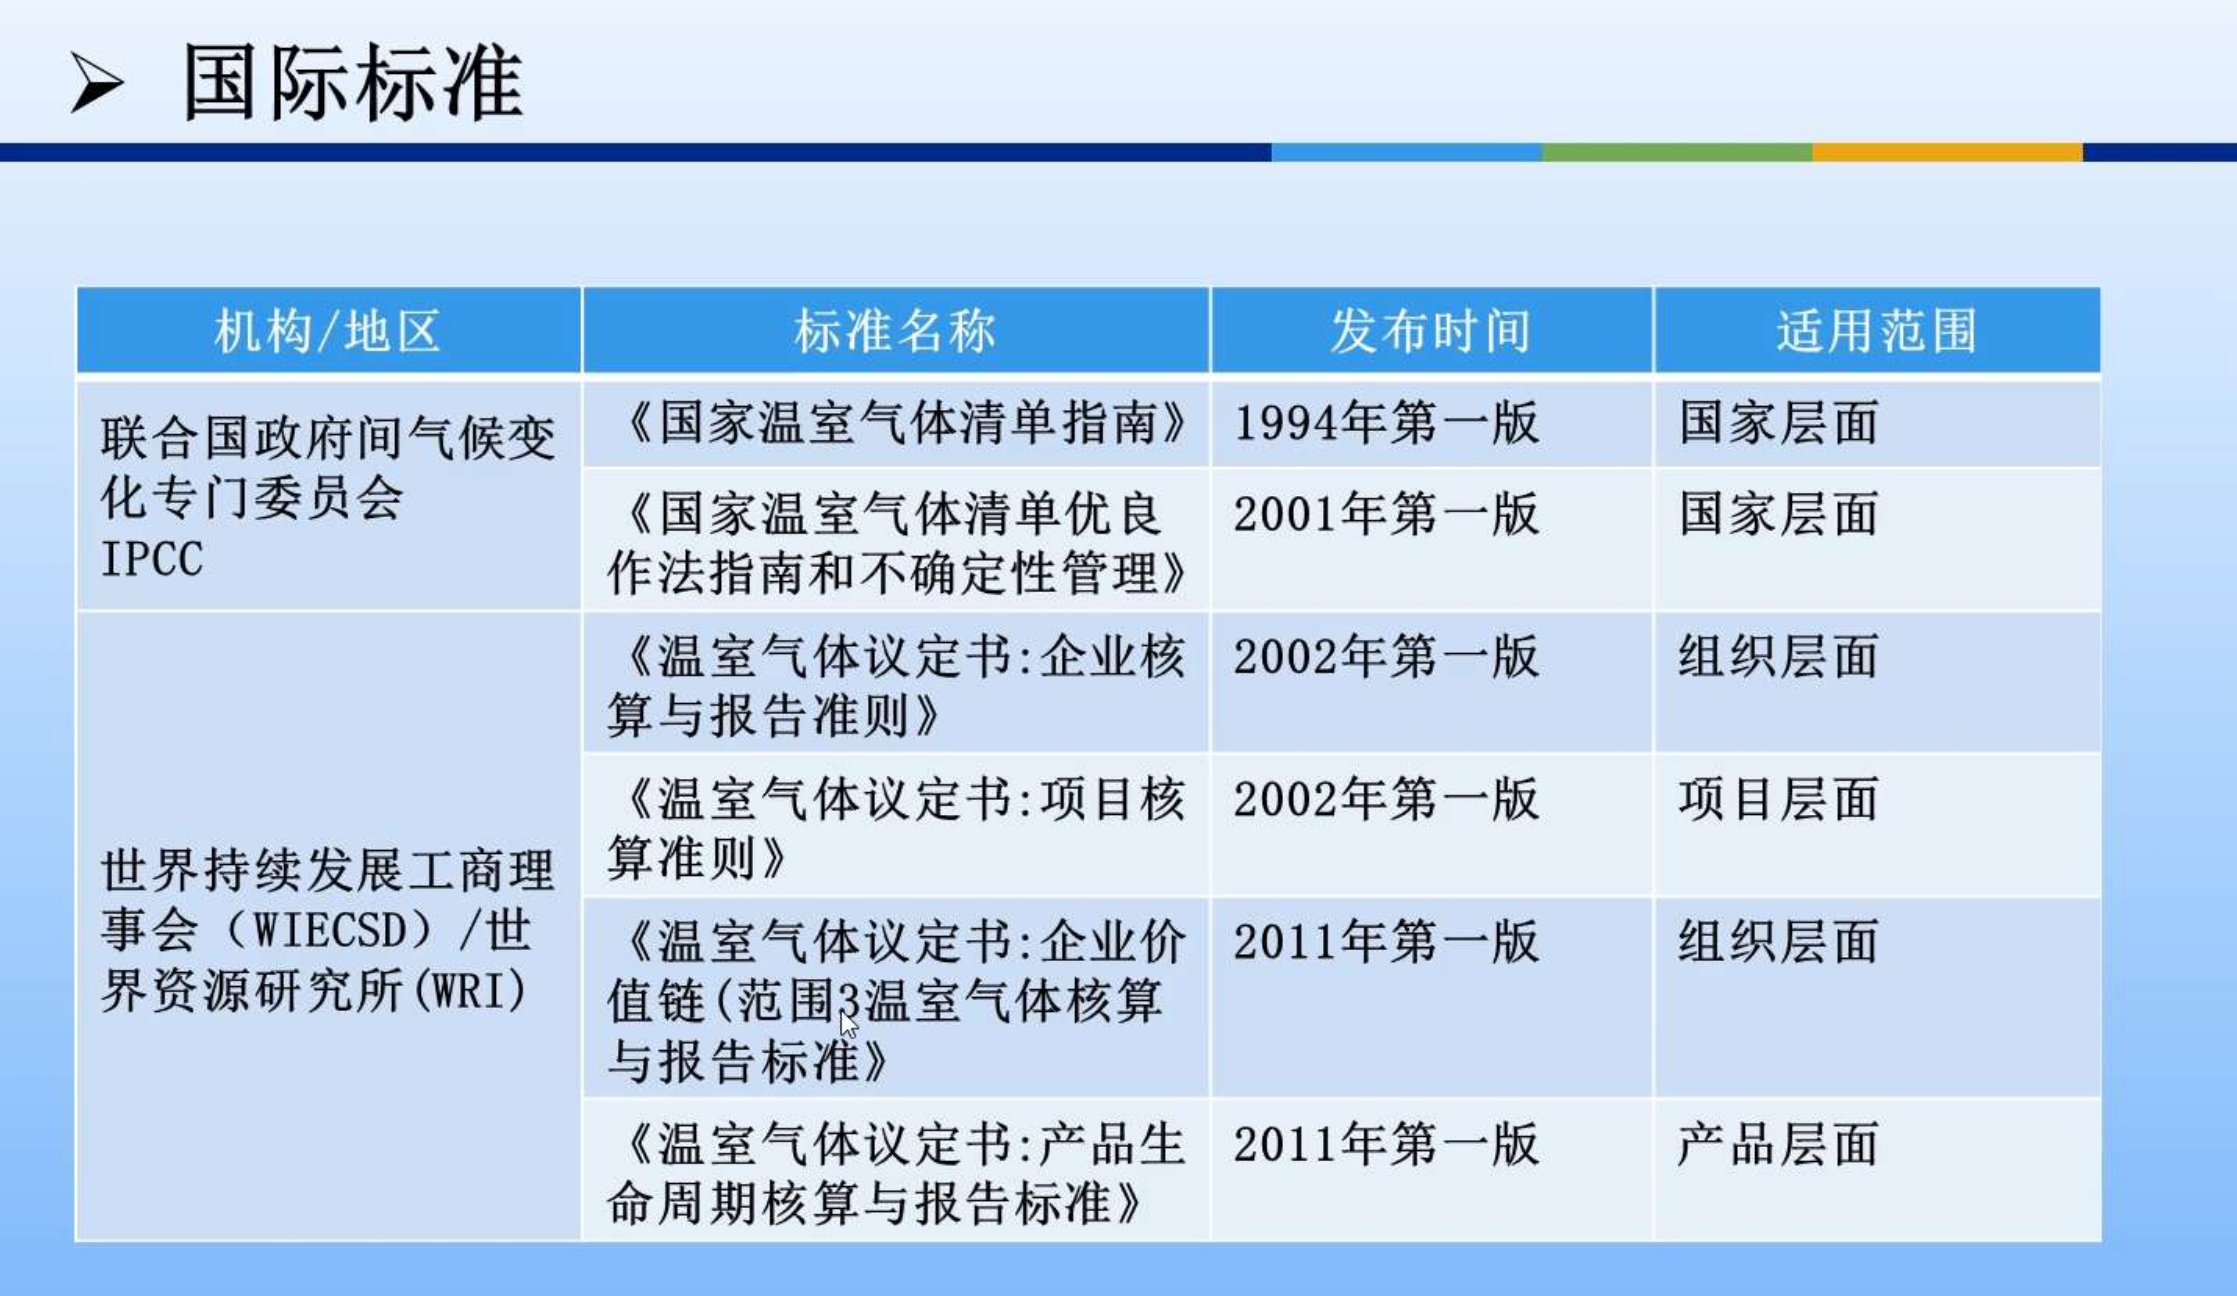 国际标准
机构/地区
标准名称
发布时间
适用范围
联合国政府间气候变
化专门委员会
IPCC
《国家温室气体清单指南》
1994年第一版
国家层面
《国家温室气体清单优良
作法指南和不确定性管理》
2001年第一版
国家层面
世界持续发展工商理
事会（WIECSD）/世
界资源研究所(WRI)
《温室气体议定书:企业核
算与报告准则》
2002年第一版
组织层面
《温室气体议定书:项目核
算准则》
2002年第一版
项目层面
《温室气体议定书:企业价
值链(范围3温室气体核算
与报告标准》
2011年第一版
组织层面
《温室气体议定书:产品生
命周期核算与报告标准》
2011年第一版
产品层面